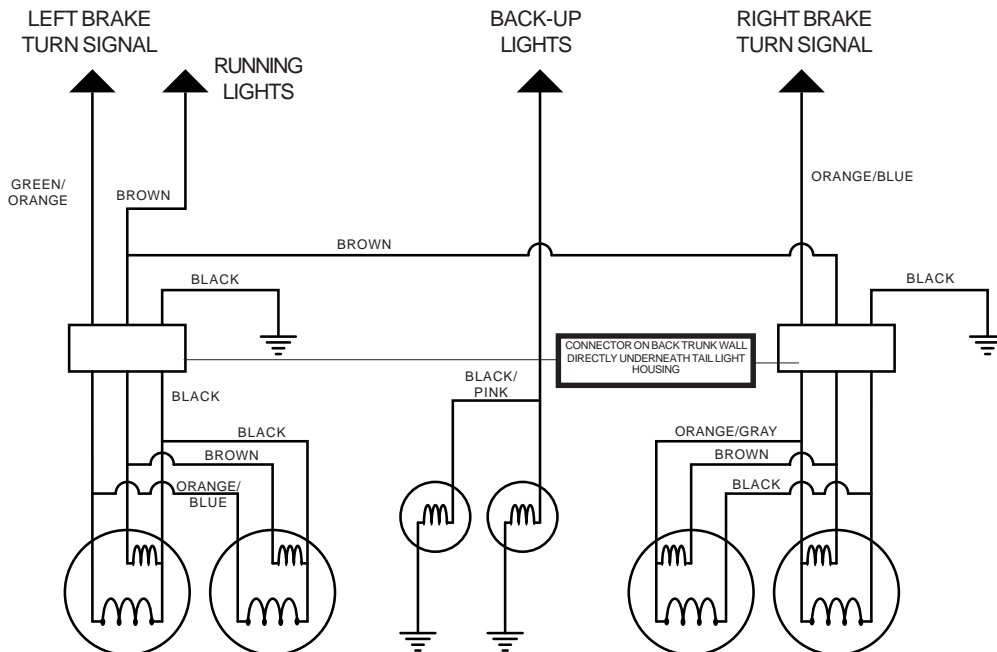 LEFT BRAKE
TURN SIGNAL
RUNNING
LIGHTS
BACK-UP
LIGHTS
RIGHT BRAKE
TURN SIGNAL
GREEN/
ORANGE
BROWN
ORANGE/BLUE
BROWN
BLACK
BLACK
CONNECTOR ON BACK TRUNK WALL
DIRECTLY UNDERNEATH TAIL LIGHT
HOUSING
BLACK/
PINK
BLACK
BLACK
BROWN
ORANGE/
BLUE
ORANGE/GRAY
BROWN
BLACK